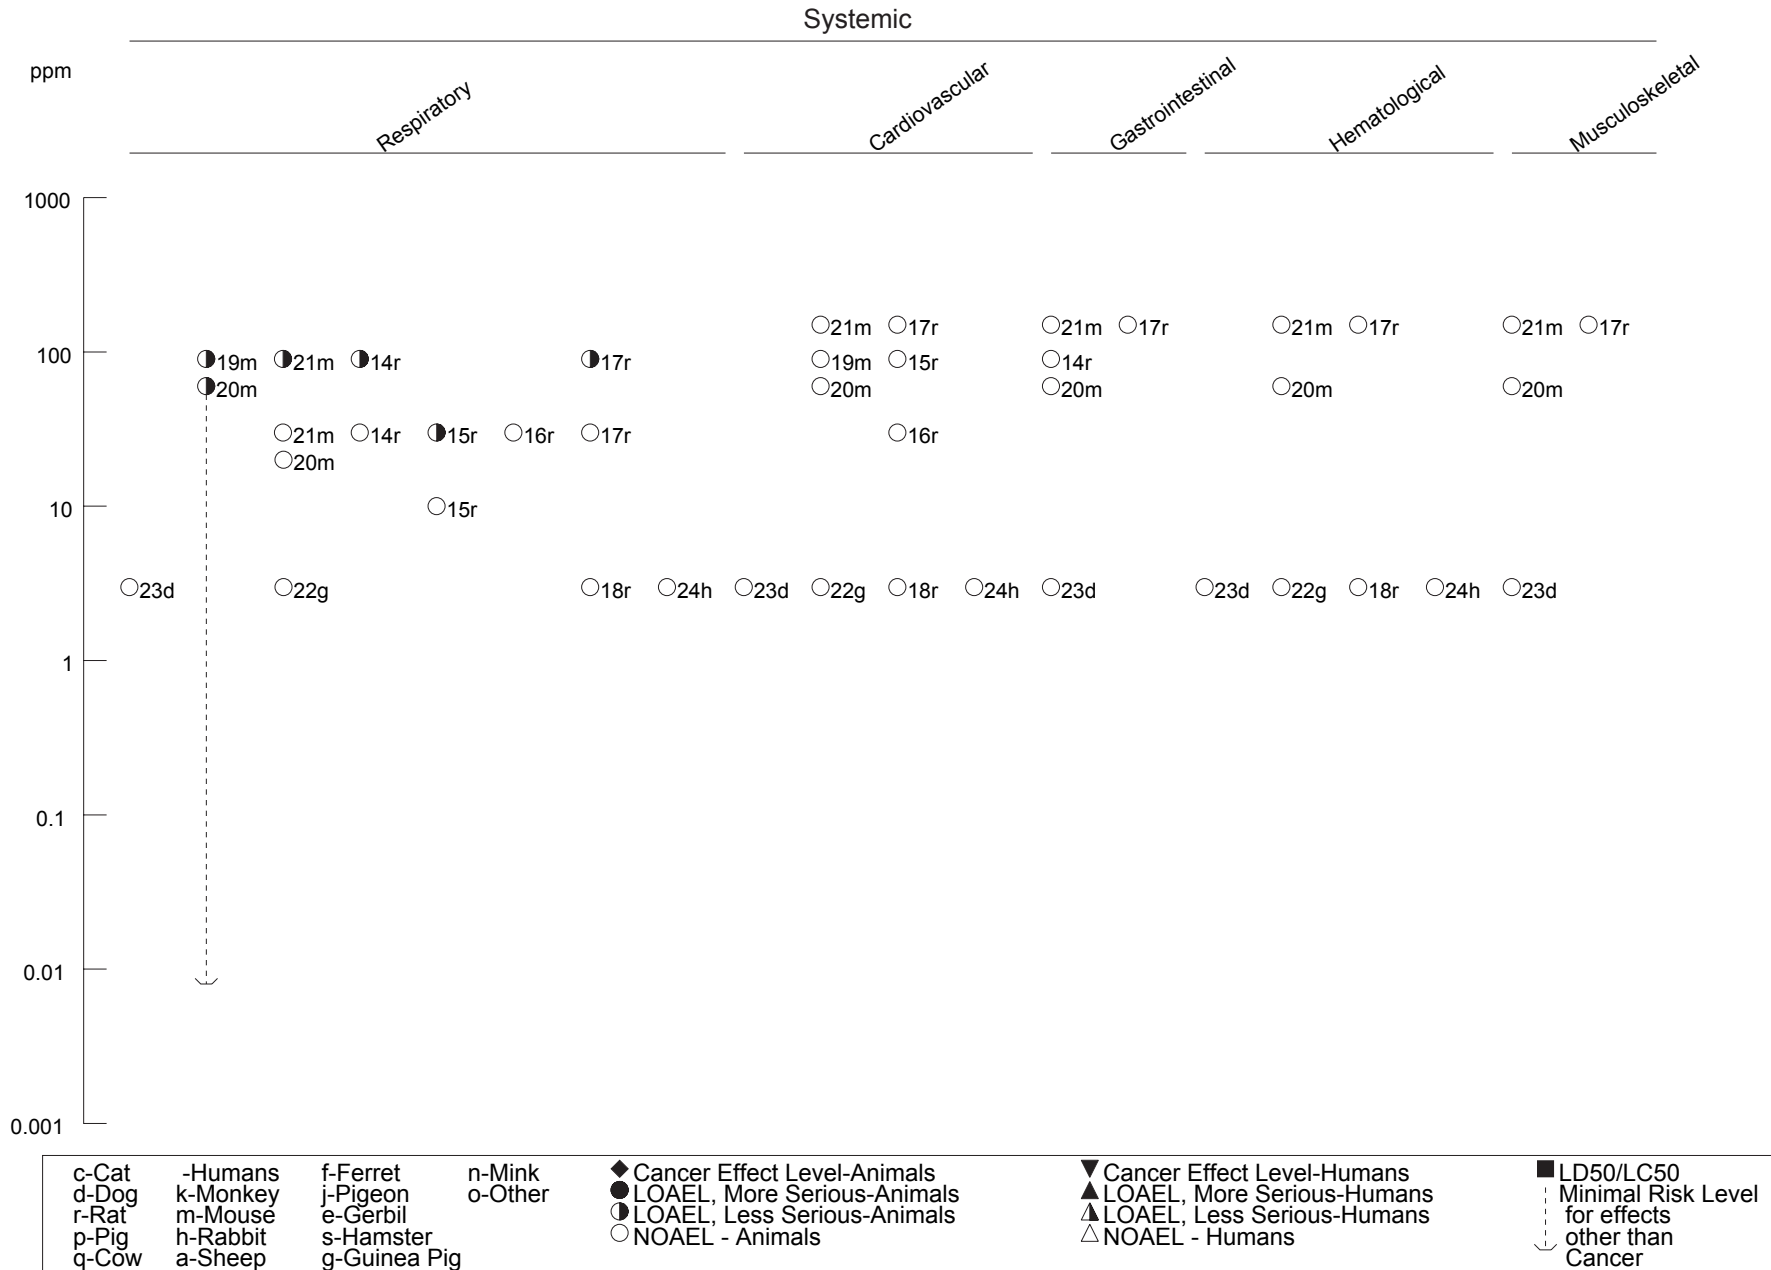 Systemic
ppm
Respiratory
Cardiovascular
Gastrointestinal
Hematological
Musculoskeletal
1000
21m 17r 21m 17r 21m 17r 21m 17r
100
19m 21m 14r 17r 19m 15r 14r
20m 20m 20m 20m 20m
21m 14r 15r 16r 17r 16r
20m
10
15r
23d 22g 18r 24h 23d 22g 18r 24h 23d 23d 22g 18r 24h 23d
1
0.1
0.01
0.001
c-Cat -Humans f-Ferret n-Mink Cancer Effect Level-Animals Cancer Effect Level-Humans LD50/LC50
d-Dog k-Monkey j-Pigeon o-Other LOAEL, More Serious-Animals LOAEL, More Serious-Humans Minimal Risk Level
r-Rat m-Mouse e-Gerbil LOAEL, Less Serious-Animals LOAEL, Less Serious-Humans for effects
p-Pig h-Rabbit s-Hamster NOAEL - Animals NOAEL - Humans other than
q-Cow a-Sheep g-Guinea Pig Cancer